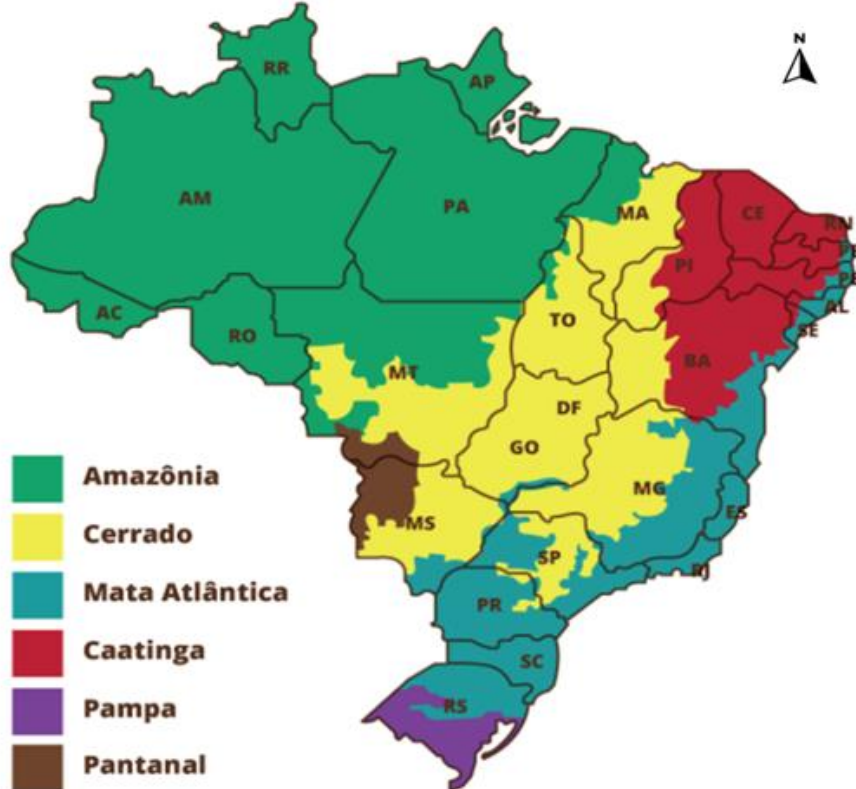 N
RR
AP
AM
PA
MA
CE
RN
PI
AC
RO
TO
AL
SE
BA
MT
DF
GO
MG
MS
ES
SP
RJ
PR
SC
RS
Amazônia
Cerrado
Mata Atlântica
Caatinga
Pampa
Pantanal